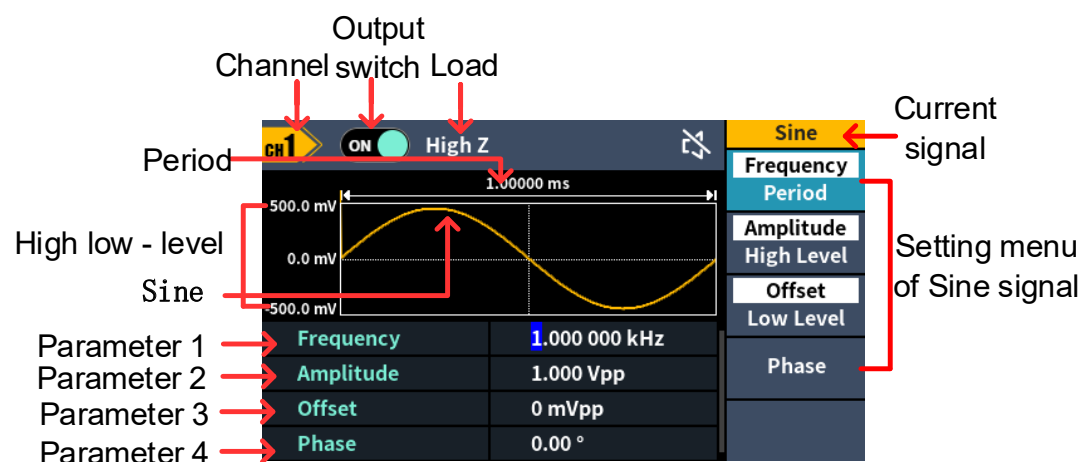 Output
Channel switch Load
Current
signal
CH1 ON High Z Sine
Period
1.00000 ms
Frequency
Period
500.0 mV
High low - level
0.0 mV
Sine
-500.0 mV
Amplitude
High Level
Offset
Low Level
Phase
Setting menu
of Sine signal
Parameter 1 Frequency 1.000 000 kHz
Parameter 2 Amplitude 1.000 Vpp
Parameter 3 Offset 0 mVpp
Parameter 4 Phase 0.00 °